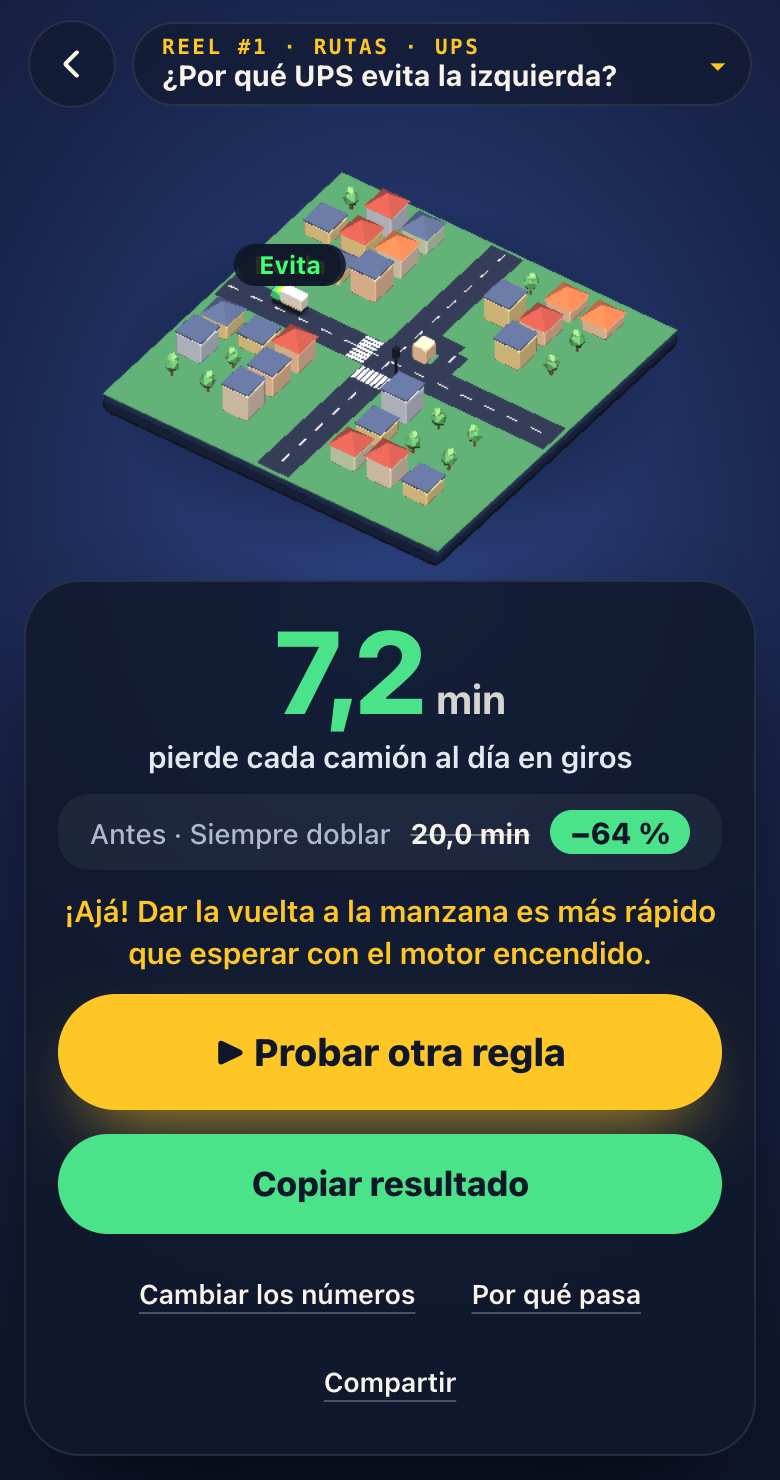 REEL #1 · RUTAS · UPS
¿Por qué UPS evita la izquierda?
Evita
7,2 min
pierde cada camión al día en giros
Antes · Siempre doblar 20,0 min −64 %
¡Ajá! Dar la vuelta a la manzana es más rápido
que esperar con el motor encendido.
Probar otra regla
Copiar resultado
Cambiar los números Por qué pasa
Compartir